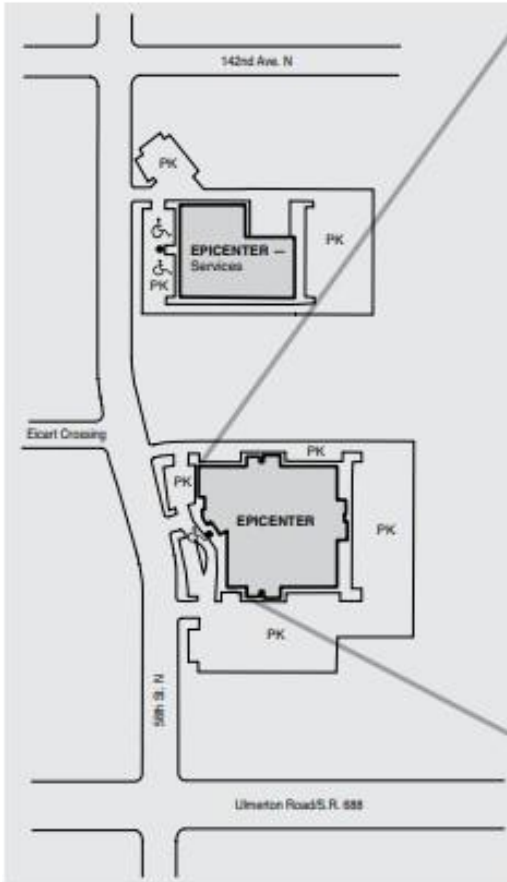 142nd Ave. N
PK
EPICENTER —
Services
PK
PK
Eicart Crossing
PK
PK
EPICENTER
PK
PK
58th St. N
Ulmerton Road/S.R. 688